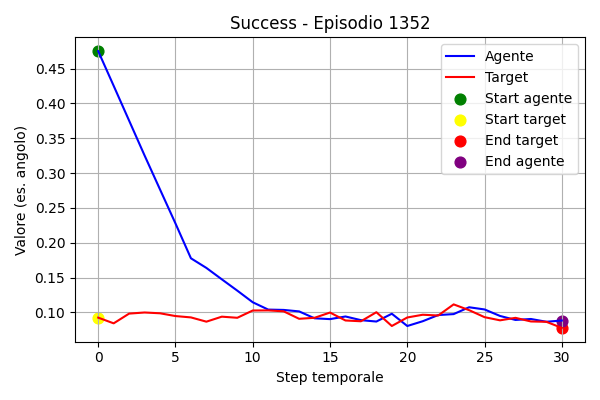 Success - Episodio 1352
Valore (es. angolo)
0.45
0.40
0.35
0.30
0.25
0.20
0.15
0.10
Agente
Target
Start agente
Start target
End target
End agente
0 5 10 15 20 25 30
Step temporale